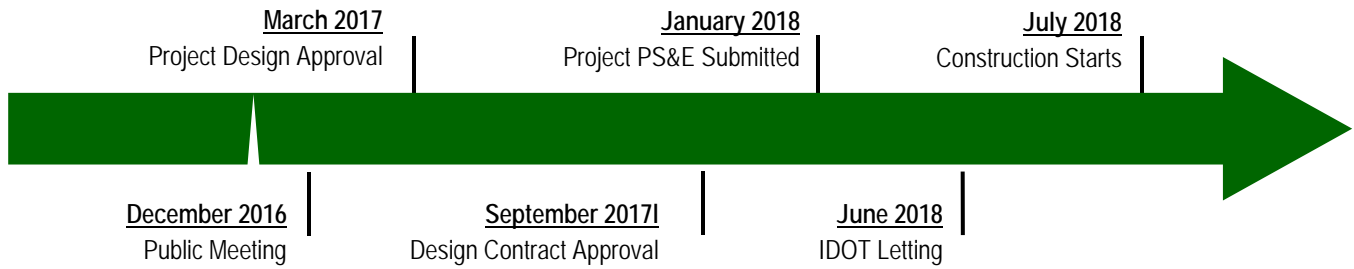 March 2017
Project Design Approval
January 2018
Project PS&E Submitted
July 2018
Construction Starts
December 2016
Public Meeting
September 2017l
Design Contract Approval
June 2018
IDOT Letting